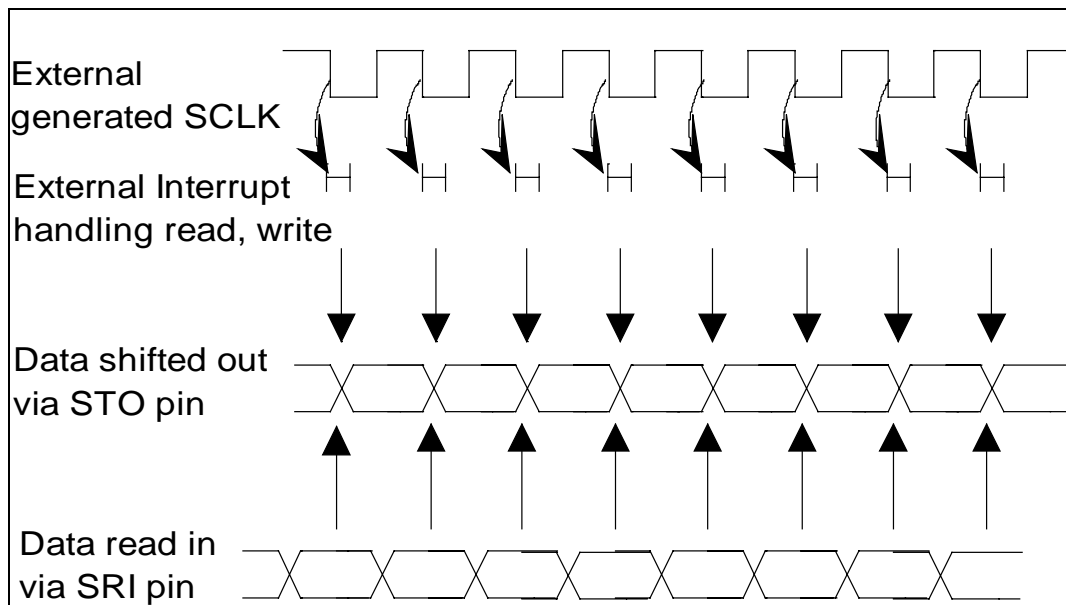 External
generated SCLK
External Interrupt
handling read, write
Data shifted out
via STO pin
Data read in
via SRI pin